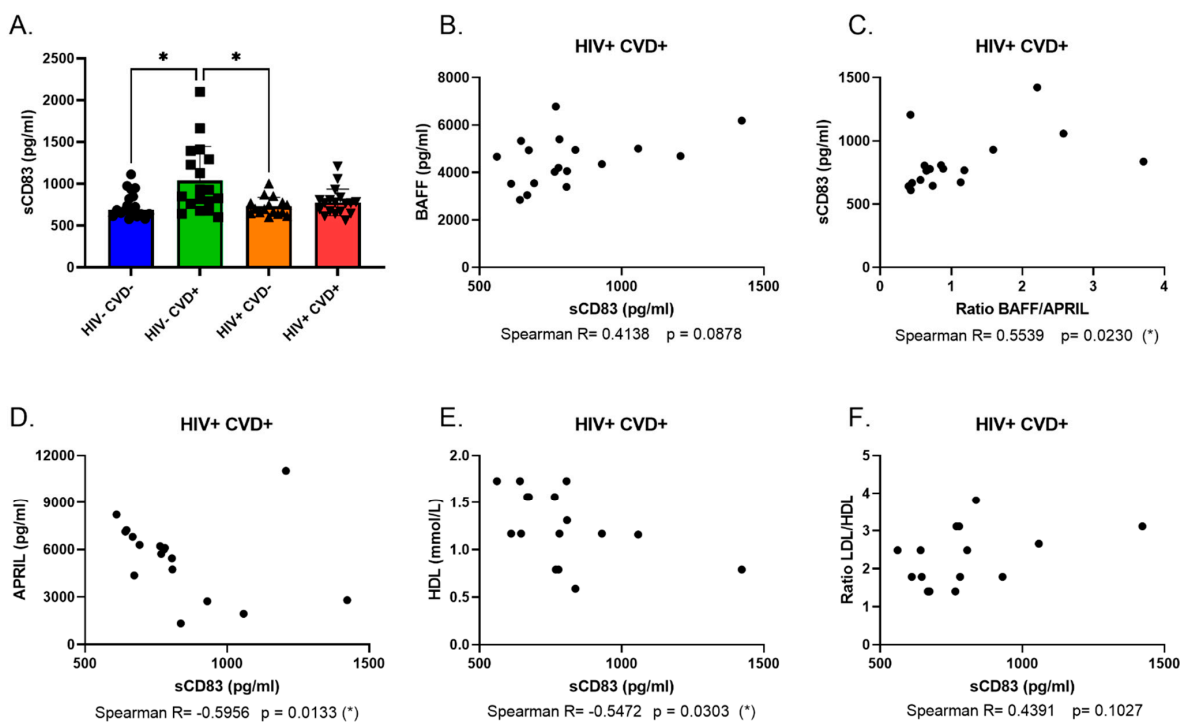 A.
2500
2000
1500
1000
500
0
sCD83 (pg/ml)
*
*
HIV- CVD-
HIV- CVD+
HIV+ CVD-
HIV+ CVD+
B.
HIV+ CVD+
8000
6000
4000
2000
0
BAFF (pg/ml)
500
1000
1500
sCD83 (pg/ml)
Spearman R= 0.4138 p = 0.0878
C.
HIV+ CVD+
1500
1000
500
0
sCD83 (pg/ml)
0
1
2
3
4
Ratio BAFF/APRIL
Spearman R= 0.5539 p= 0.0230 (*)
D.
HIV+ CVD+
12000
9000
6000
3000
0
APRIL (pg/ml)
500
1000
1500
sCD83 (pg/ml)
Spearman R= -0.5956 p = 0.0133 (*)
E.
HIV+ CVD+
2.0
1.5
1.0
0.5
0.0
HDL (mmol/L)
500
1000
1500
sCD83 (pg/ml)
Spearman R= -0.5472 p = 0.0303 (*)
F.
HIV+ CVD+
5
4
3
2
1
0
Ratio LDL/HDL
500
1000
1500
sCD83 (pg/ml)
Spearman R= 0.4391 p= 0.1027